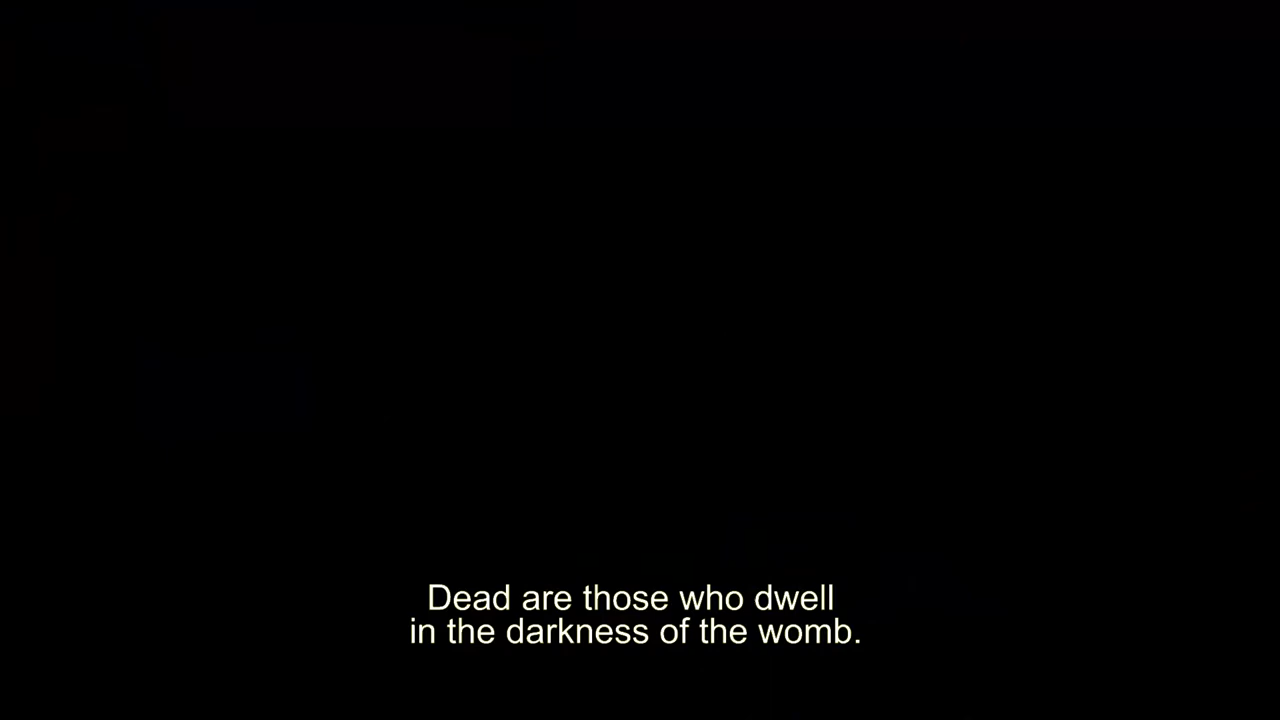 Dead are those who dwell
in the darkness of the womb.